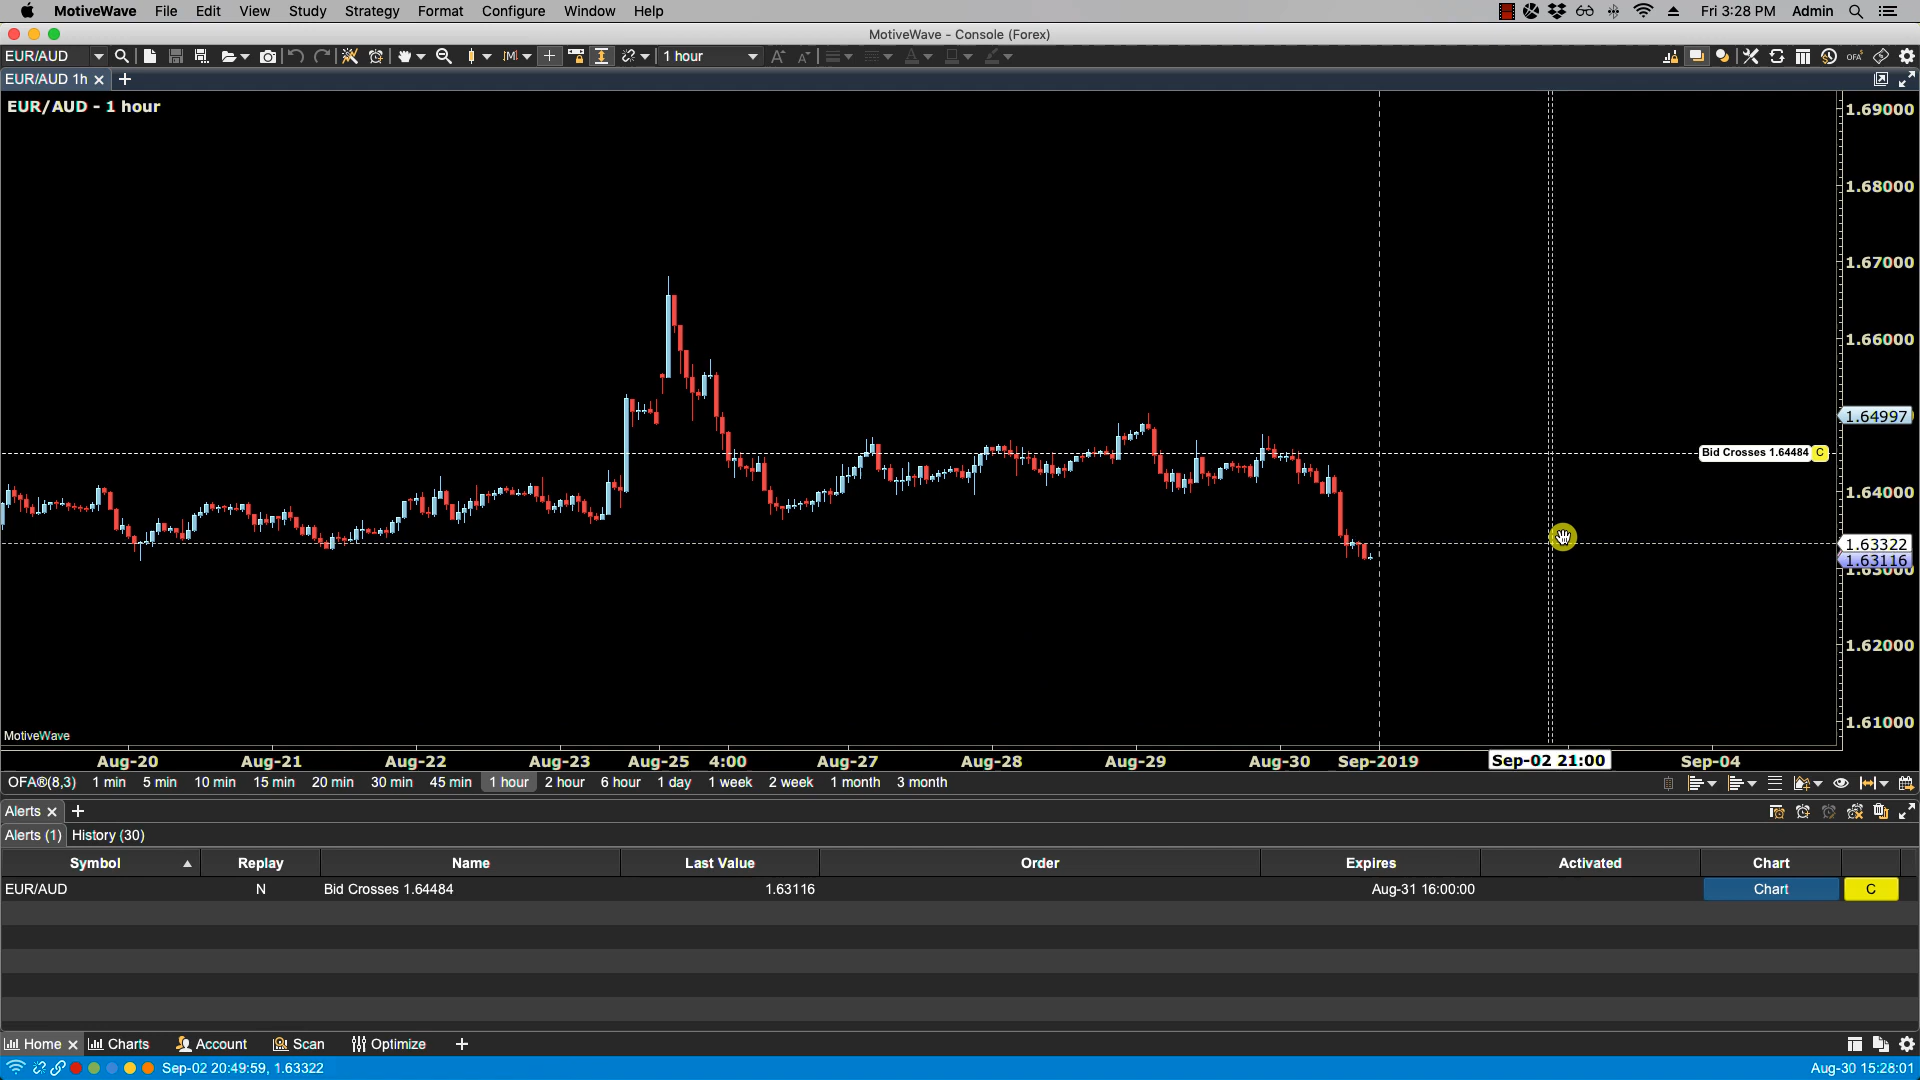 MotiveWave File Edit View Study Strategy Format Configure Window Help Fri 3:28 PM Admin
MotiveWave - Console (Forex)
EUR/AUD 1 hour
EUR/AUD 1h
EUR/AUD - 1 hour
1.69000
1.68000
1.67000
1.66000
1.64997
Bid Crosses 1.64484 C
1.64000
1.63322
1.63116
1.63000
1.62000
1.61000
MotiveWave
Aug-20 Aug-21 Aug-22 Aug-23 Aug-25 4:00 Aug-27 Aug-28 Aug-29 Aug-30 Sep-2019 Sep-02 21:00 Sep-04
OFA®(8,3) 1 min 5 min 10 min 15 min 20 min 30 min 45 min 1 hour 2 hour 6 hour 1 day 1 week 2 week 1 month 3 month
Alerts
Alerts (1) History (30)
Symbol Replay Name Last Value Order Expires Activated Chart
EUR/AUD N Bid Crosses 1.64484 1.63116 Aug-31 16:00:00 Chart C
Home Charts Account Scan Optimize
Sep-02 20:49:59, 1.63322 Aug-30 15:28:01